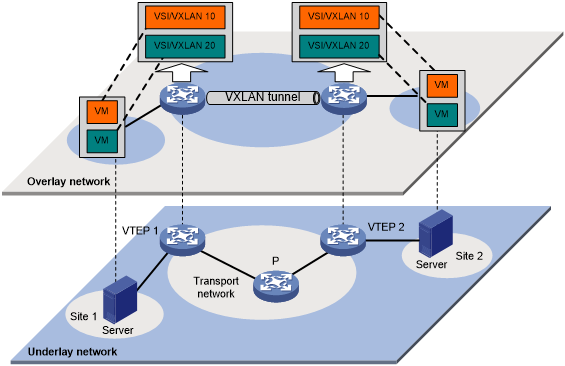 VSI/VXLAN 10
VSI/VXLAN 20
VSI/VXLAN 10
VSI/VXLAN 20
VM
VM
VXLAN tunnel
VM
VM
Overlay network
VTEP 1
VTEP 2
P
Transport
network
Server
Site 2
Site 1
Server
Underlay network